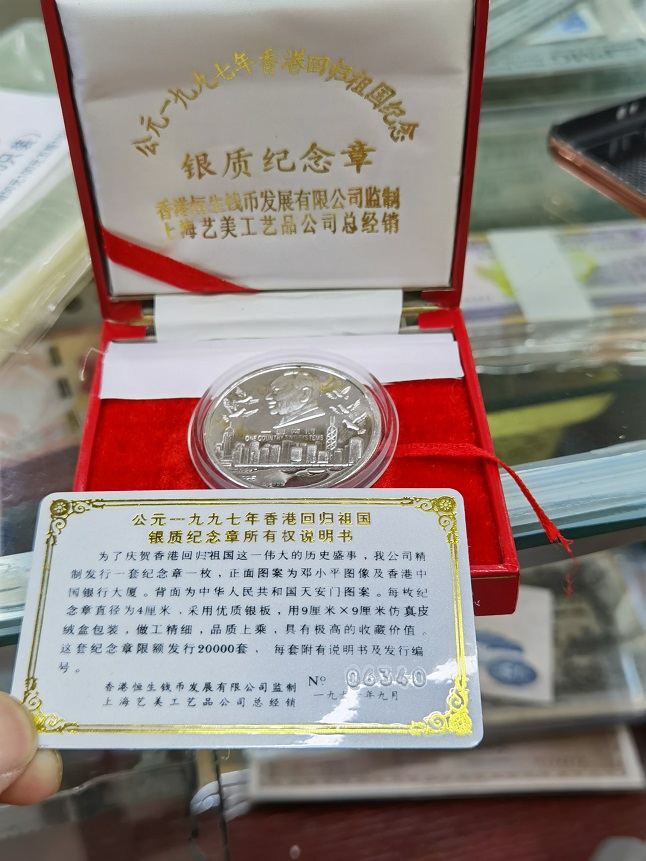 公元一九九七年香港回归祖国纪念
银质纪念章
香港恒生钱币发展有限公司监制
上海艺美工艺品公司总经销
ONE COUNTRY TWO SYSTEMS
公元一九九七年香港回归祖国
银质纪念章所有权说明书
为了庆贺香港回归祖国这一伟大的历史盛事，我公司精
制发行一套纪念章一枚，正面图案为邓小平图像及香港中
国银行大厦。背面为中华人民共和国天安门图案。每枚纪
念章直径为4厘米，采用优质银板，用9厘米×9厘米仿真皮
绒盒包装，做工精细，品质上乘，具有极高的收藏价值。
这套纪念章限额发行20000套，每套附有说明书及发行编
号。
Nº 06340
香港恒生钱币发展有限公司监制
一九七年九月
上海艺美工艺品公司总经销